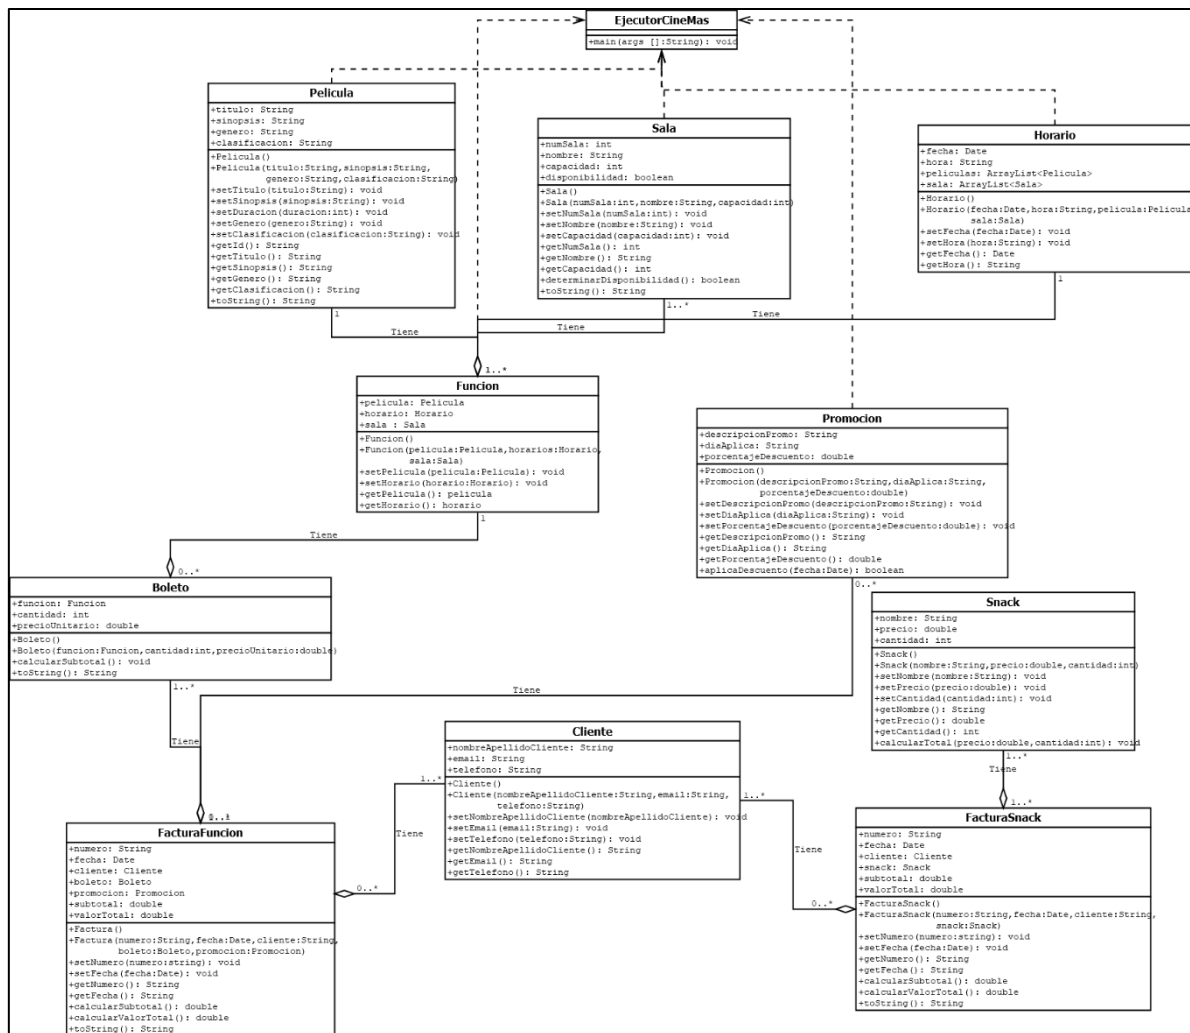 EjecutorCineMas
+main(args []:String): void
Pelicula
+titulo: String
+sinopsis: String
+genero: String
+clasificacion: String
+Pelicula()
+Pelicula(titulo:String,sinopsis:String,
genero:String,clasificacion:String)
+setTitulo(titulo:String): void
+setSinopsis(sinopsis:String): void
+setDuracion(duracion:int): void
+setGenero(genero:String): void
+setClasificacion(clasificacion:String): void
+getId(): String
+getTitulo(): String
+getSinopsis(): String
+getGenero(): String
+getClasificacion(): String
+toString(): String
1
Tiene
Sala
+numSala: int
+nombre: String
+capacidad: int
+disponibilidad: boolean
+Sala()
+Sala(numSala:int,nombre:String,capacidad:int)
+setNumSala(numSala:int): void
+setNombre(nombre:String): void
+setCapacidad(capacidad:int): void
+getNumSala(): int
+getNombre(): String
+getCapacidad(): int
+determinarDisponibilidad(): boolean
+toString(): String
1..*
Tiene
Horario
+fecha: Date
+hora: String
+peliculas: ArrayList<Pelicula>
+sala: ArrayList<Sala>
+Horario()
+Horario(fecha:Date,hora:String,pelicula:Pelicula
sala:Sala)
+setFecha(fecha:Date): void
+setHora(hora:String): void
+getFecha(): Date
+getHora(): String
1
Tiene
1..*
Funcion
+pelicula: Pelicula
+horario: Horario
+sala : Sala
+Funcion()
+Funcion(pelicula:Pelicula,horarios:Horario,
sala:Sala)
+setPelicula(pelicula:Pelicula): void
+setHorario(horario:Horario): void
+getPelicula(): pelicula
+getHorario(): horario
1
Tiene
0..*
Promocion
+descripcionPromo: String
+diaAplica: String
+porcentajeDescuento: double
+Promocion()
+Promocion(descripcionPromo:String,diaAplica:String,
porcentajeDescuento:double)
+setDescripcionPromo(descripcionPromo:String): void
+setDiaAplica(diaAplica:String): void
+setPorcentajeDescuento(porcentajeDescuento:double): void
+getDescripcionPromo(): String
+getDiaAplica(): String
+getPorcentajeDescuento(): double
+aplicaDescuento(fecha:Date): boolean
0..*
Tiene
Boleto
+funcion: Funcion
+cantidad: int
+precioUnitario: double
+Boleto()
+Boleto(funcion:Funcion,cantidad:int,precioUnitario:double)
+calcularSubtotal(): void
+toString(): String
1..*
Tiene
Snack
+nombre: String
+precio: double
+cantidad: int
+Snack()
+Snack(nombre:String,precio:double,cantidad:int)
+setNombre(nombre:String): void
+setPrecio(precio:double): void
+setCantidad(cantidad:int): void
+getNombre(): String
+getPrecio(): double
+getCantidad(): int
+calcularTotal(precio:double,cantidad:int): void
1..*
Tiene
1..*
Cliente
+nombreApellidoCliente: String
+email: String
+telefono: String
+Cliente()
+Cliente(nombreApellidoCliente:String,email:String,
telefono:String)
+setNombreApellidoCliente(nombreApellidoCliente): void
+setEmail(email:String): void
+setTelefono(telefono:String): void
+getNombreApellidoCliente(): String
+getEmail(): String
+getTelefono(): String
1..*
Tiene
0..*
1..*
Tiene
0..*
FacturaFuncion
+numero: String
+fecha: Date
+cliente: Cliente
+boleto: Boleto
+promocion: Promocion
+subtotal: double
+valorTotal: double
+Factura()
+Factura(numero:String,fecha:Date,cliente:String,
boleto:Boleto,promocion:Promocion)
+setNumero(numero:string): void
+setFecha(fecha:Date): void
+getNumero(): String
+getFecha(): String
+calcularSubtotal(): double
+calcularValorTotal(): double
+toString(): String
FacturaSnack
+numero: String
+fecha: Date
+cliente: Cliente
+snack: Snack
+subtotal: double
+valorTotal: double
+FacturaSnack()
+FacturaSnack(numero:String,fecha:Date,cliente:String,
snack:Snack)
+setNumero(numero:string): void
+setFecha(fecha:Date): void
+getNumero(): String
+getFecha(): String
+calcularSubtotal(): double
+calcularValorTotal(): double
+toString(): String